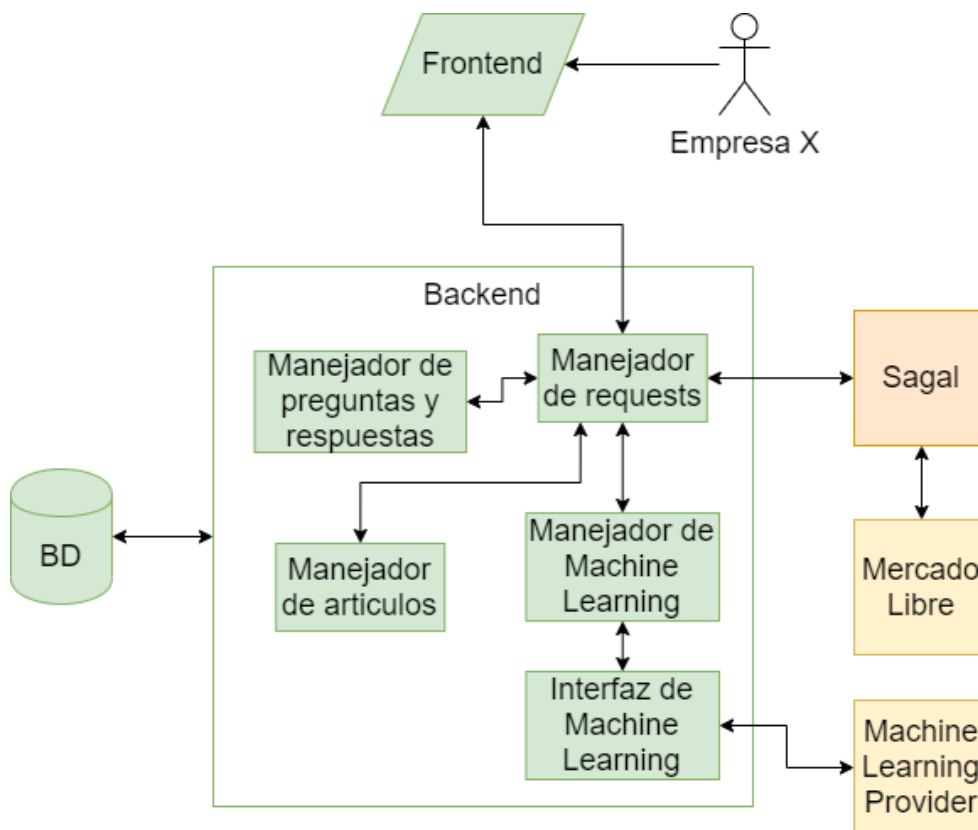 Frontend
Empresa X
Backend
Manejador de
preguntas y
respuestas
Manejador
de requests
Sagal
BD
Manejador
de articulos
Manejador de
Machine
Learning
Mercado
Libre
Interfaz de
Machine
Learning
Machine
Learning
Provider